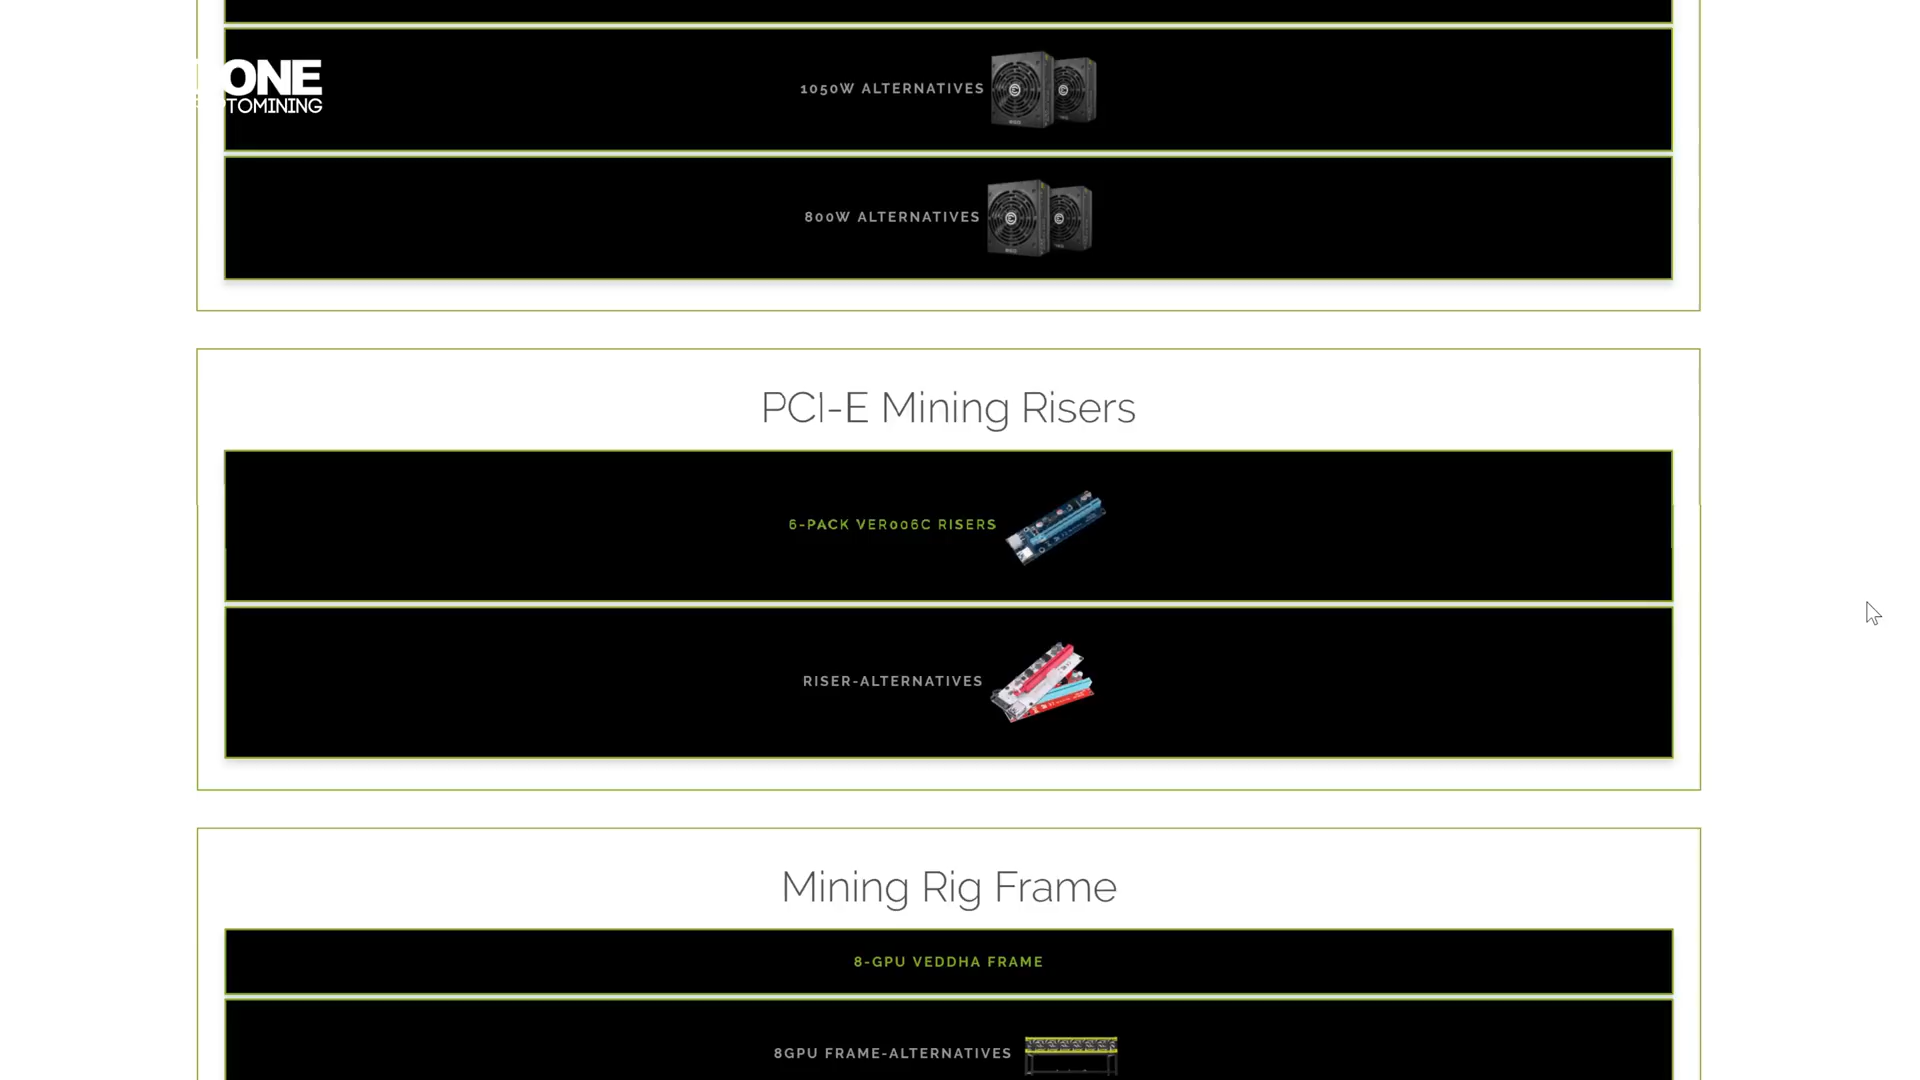 ONE
TOMINING
1050W ALTERNATIVES
800W ALTERNATIVES
PCI-E Mining Risers
6-PACK VER006C RISERS
RISER-ALTERNATIVES
Mining Rig Frame
8-GPU VEDDHA FRAME
8GPU FRAME-ALTERNATIVES